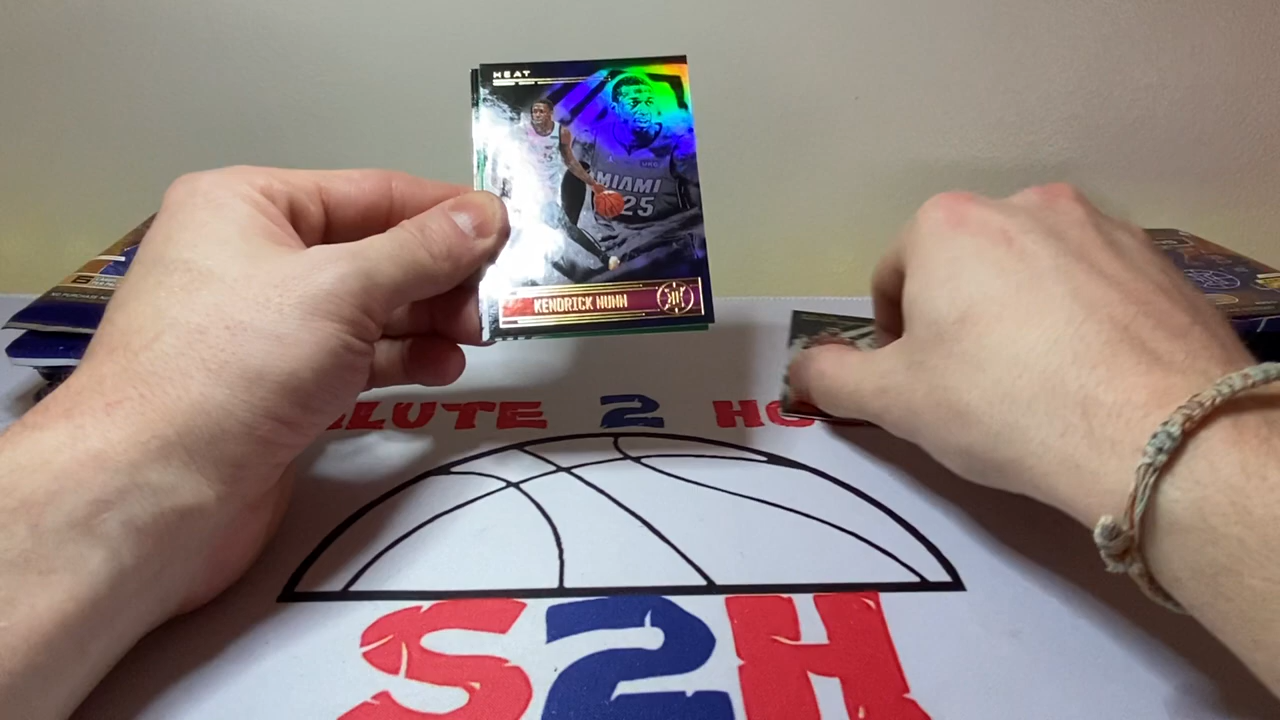 HEAT
MIAMI
25
KENDRICK NUNN
LUTE 2 HO
S2H